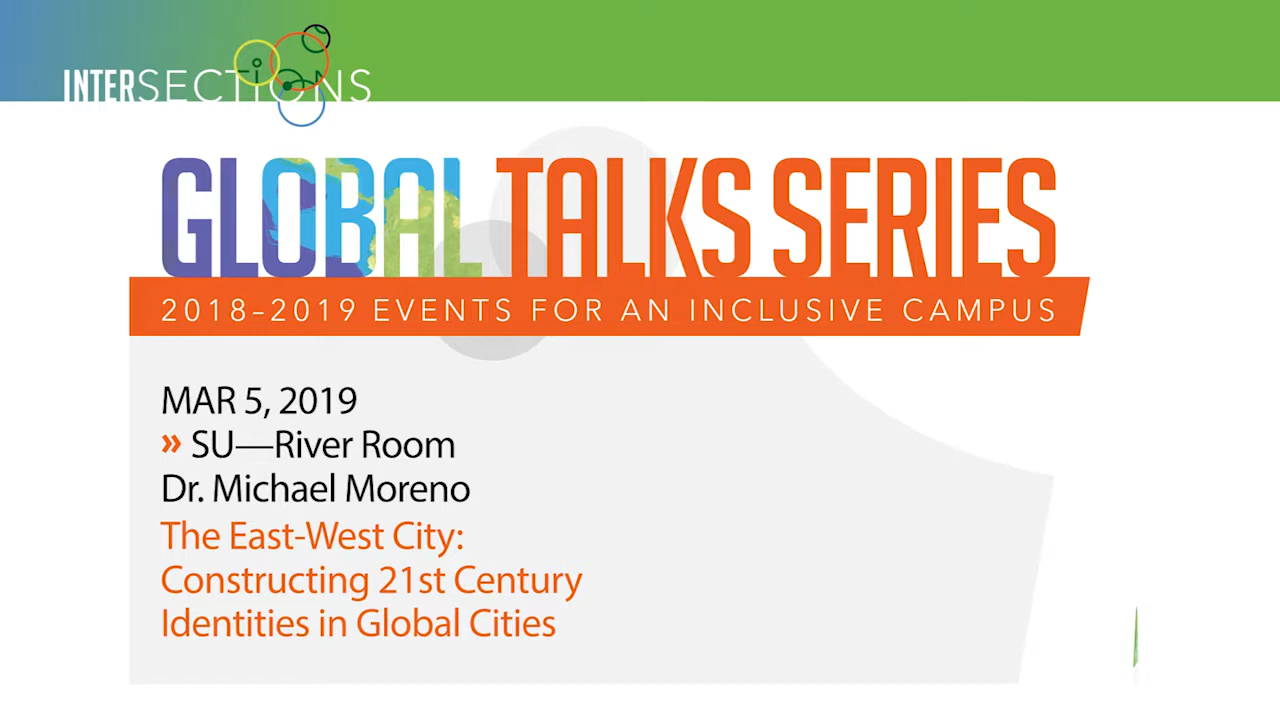 INTERSECTIONS
GLOBAL TALKS SERIES
2018–2019 EVENTS FOR AN INCLUSIVE CAMPUS
MAR 5, 2019
» SU—River Room
Dr. Michael Moreno
The East-West City:
Constructing 21st Century
Identities in Global Cities